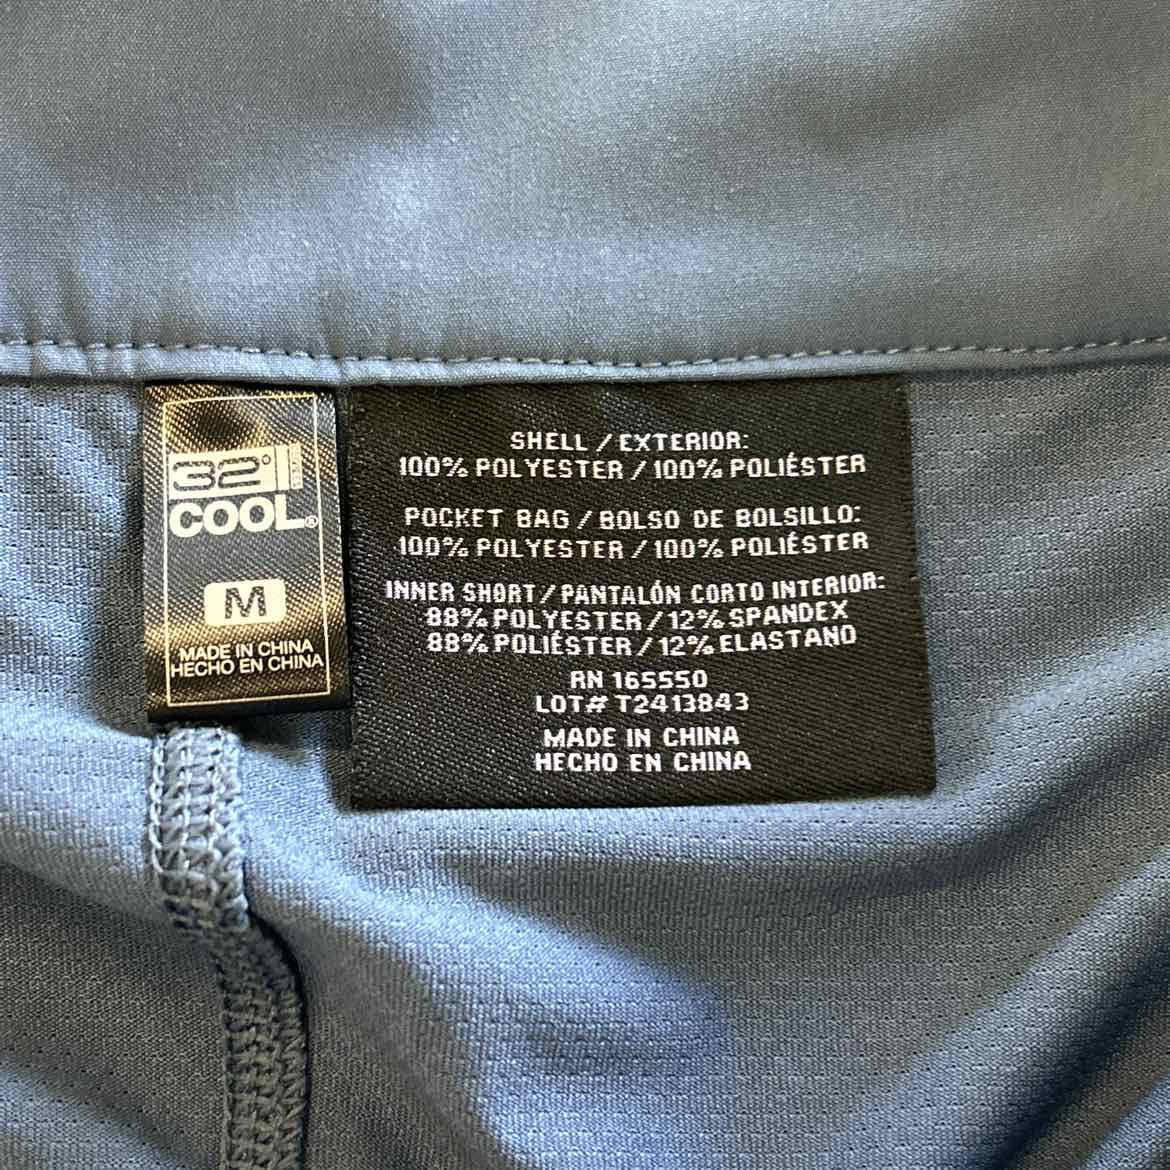 32°
COOL®
M
MADE IN CHINA
HECHO EN CHINA
SHELL / EXTERIOR:
100% POLYESTER / 100% POLIÉSTER
POCKET BAG / BOLSO DE BOLSILLO:
100% POLYESTER / 100% POLIÉSTER
INNER SHORT / PANTALÓN CORTO INTERIOR:
88% POLYESTER / 12% SPANDEX
88% POLIÉSTER / 12% ELASTANO
RN 165550
LOT# T2413843
MADE IN CHINA
HECHO EN CHINA